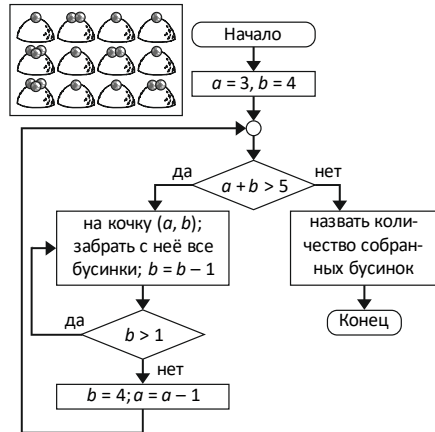 Начало
a = 3, b = 4
да
a + b > 5
нет
на кочку (a, b);
забрать с неё все
бусинки; b = b – 1
назвать коли-
чество собран-
ных бусинок
да
b > 1
Конец
нет
b = 4; a = a – 1